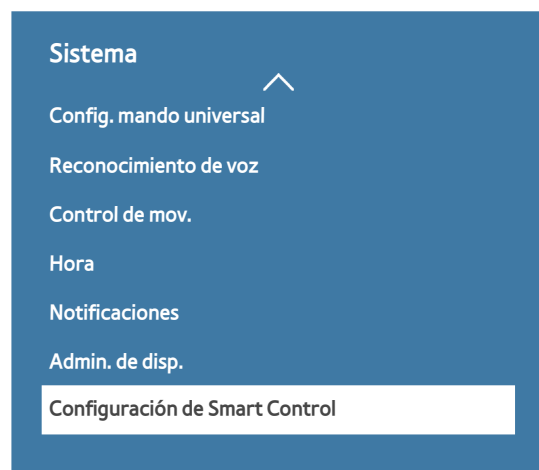 Sistema
Config. mando universal
Reconocimiento de voz
Control de mov.
Hora
Notificaciones
Admin. de disp.
Configuración de Smart Control